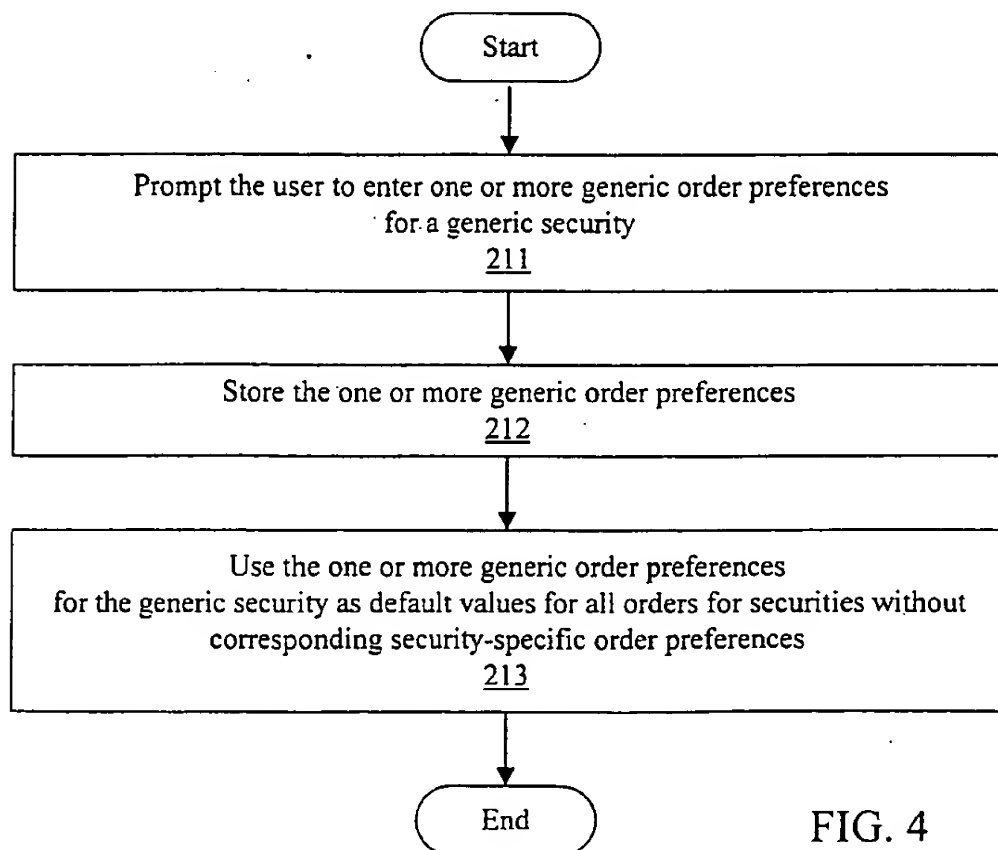 Start
Prompt the user to enter one or more generic order preferences
for a generic security
211
Store the one or more generic order preferences
212
Use the one or more generic order preferences
for the generic security as default values for all orders for securities without
corresponding security-specific order preferences
213
End
FIG. 4